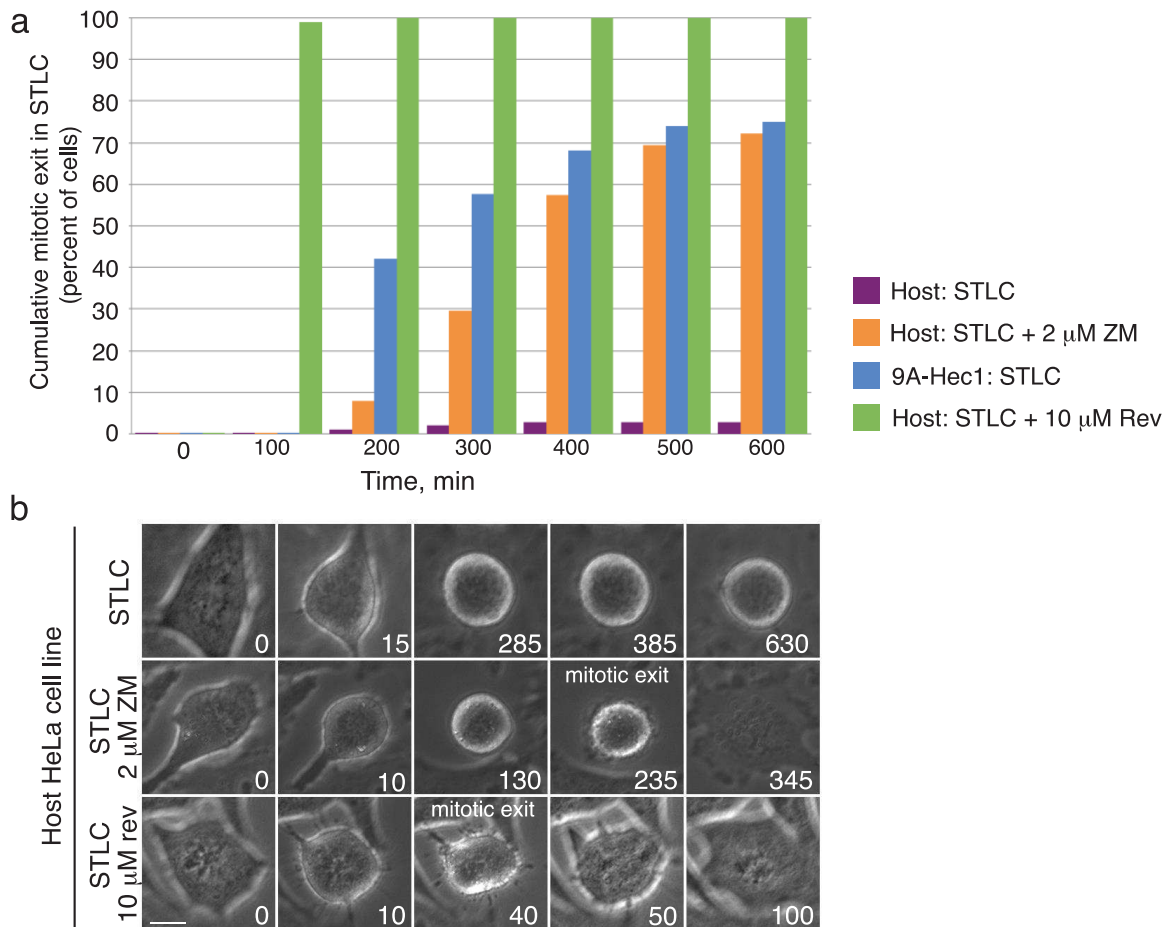 a
Cumulative mitotic exit in STLC
(percent of cells)
100
90
80
70
60
50
40
30
20
10
0
0 100 200 300 400 500 600
Time, min
Host: STLC
Host: STLC + 2 μM ZM
9A-Hec1: STLC
Host: STLC + 10 μM Rev
b
Host HeLa cell line
STLC
0 15 285 385 630
STLC
2 μM ZM
mitotic exit
0 10 130 235 345
STLC
10 μM rev
mitotic exit
0 10 40 50 100